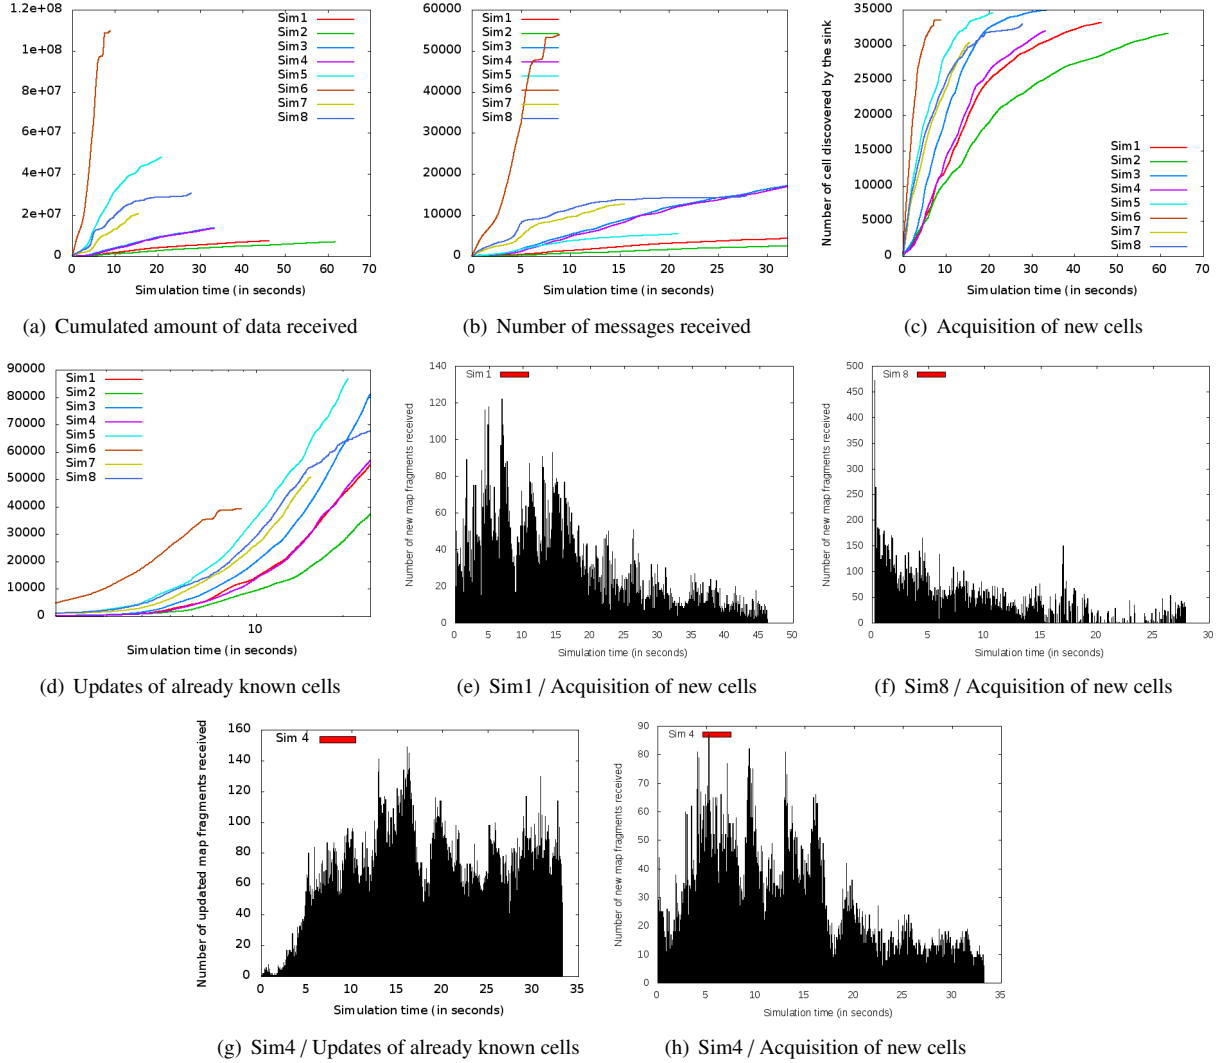 1.2e+08
1e+08
8e+07
6e+07
4e+07
2e+07
0
Sim1
Sim2
Sim3
Sim4
Sim5
Sim6
Sim7
Sim8
0 10 20 30 40 50 60 70
Simulation time (in seconds)
(a) Cumulated amount of data received
60000
50000
40000
30000
20000
10000
0
Sim1
Sim2
Sim3
Sim4
Sim5
Sim6
Sim7
Sim8
0 5 10 15 20 25 30
Simulation time (in seconds)
(b) Number of messages received
Number of cell discovered by the sink
35000
30000
25000
20000
15000
10000
5000
0
Sim1
Sim2
Sim3
Sim4
Sim5
Sim6
Sim7
Sim8
0 10 20 30 40 50 60 70
Simulation time (in seconds)
(c) Acquisition of new cells
90000
80000
70000
60000
50000
40000
30000
20000
10000
0
Sim1
Sim2
Sim3
Sim4
Sim5
Sim6
Sim7
Sim8
10
Simulation time (in seconds)
(d) Updates of already known cells
Number of new map fragments received
140
120
100
80
60
40
20
0
Sim 1
0 5 10 15 20 25 30 35 40 45 50
Simulation time (in seconds)
(e) Sim1 / Acquisition of new cells
Number of new map fragments received
500
450
400
350
300
250
200
150
100
50
0
Sim 8
0 5 10 15 20 25 30
Simulation time (in seconds)
(f) Sim8 / Acquisition of new cells
Number of updated map fragments received
160
140
120
100
80
60
40
20
0
Sim 4
0 5 10 15 20 25 30 35
Simulation time (in seconds)
(g) Sim4 / Updates of already known cells
Number of new map fragments received
90
80
70
60
50
40
30
20
10
0
Sim 4
0 5 10 15 20 25 30 35
Simulation time (in seconds)
(h) Sim4 / Acquisition of new cells